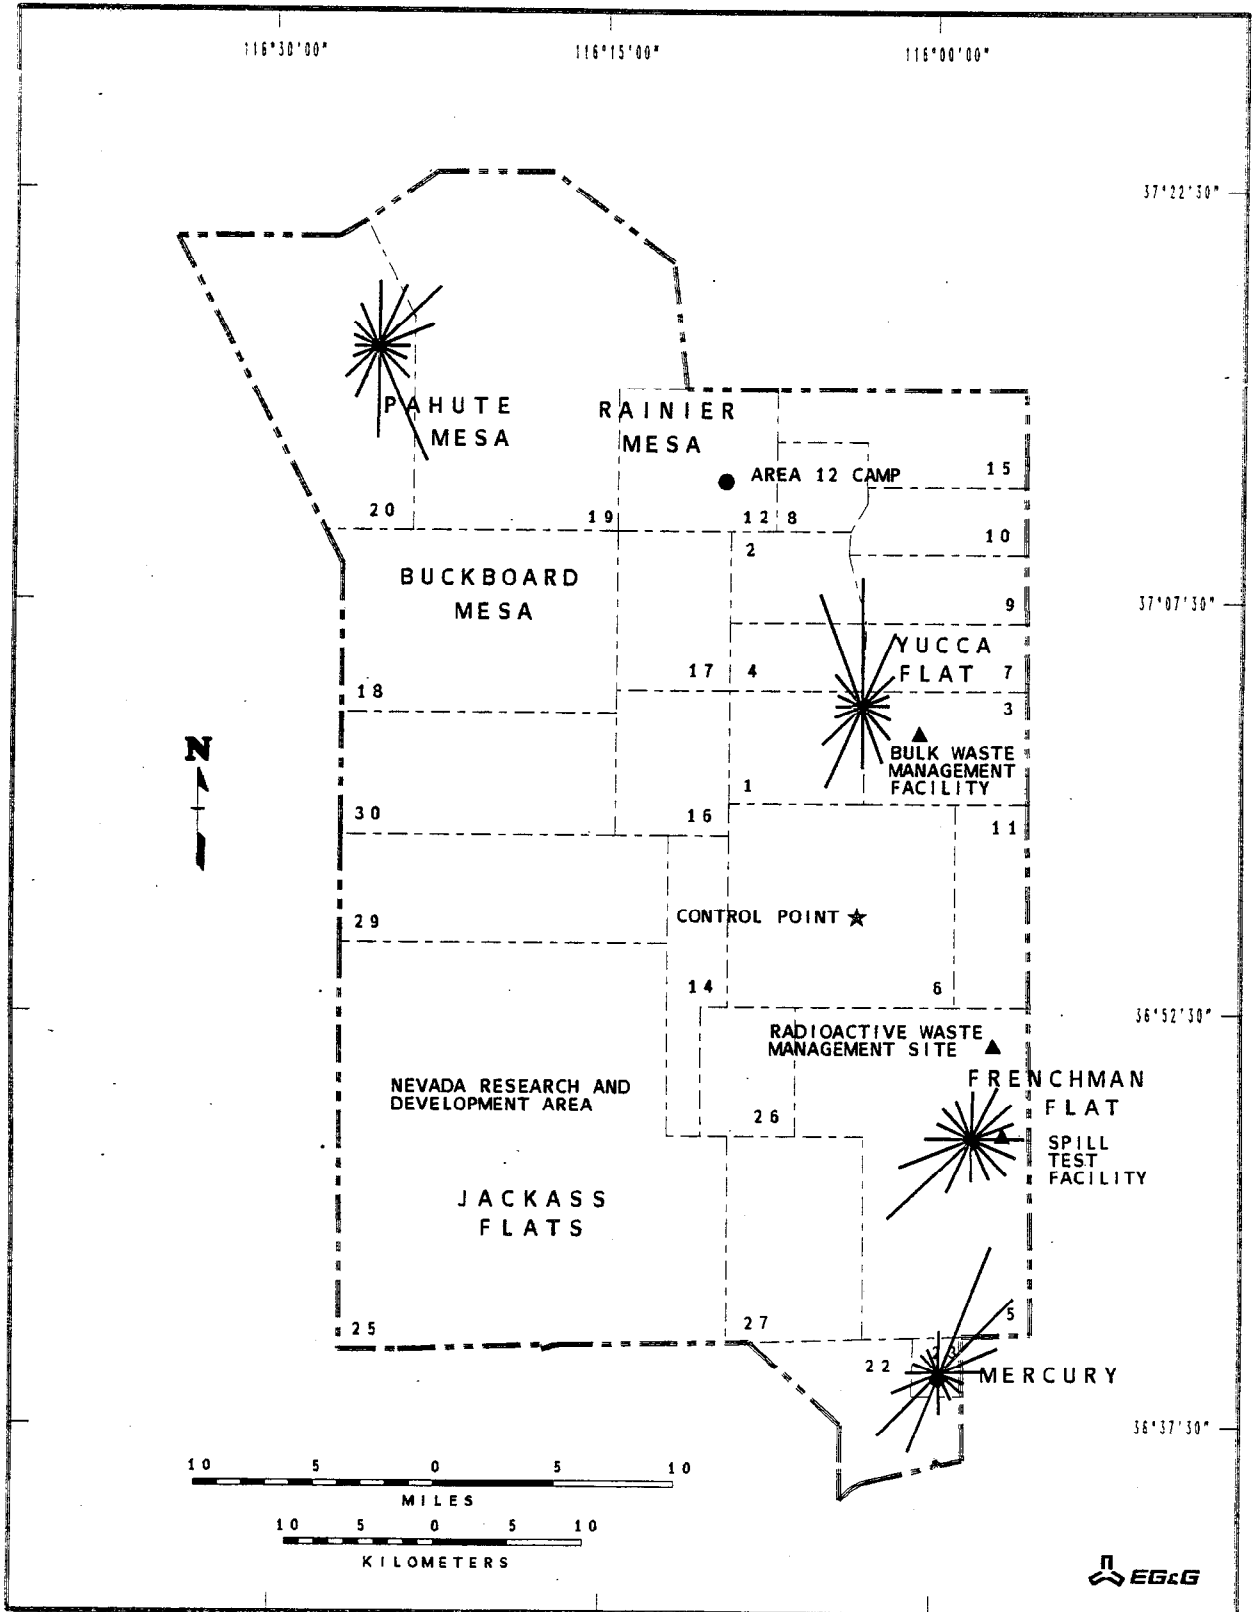 116°30'00" 116°15'00" 116°00'00"
37°22'30"
PAHUTE
MESA
RAINIER
MESA
AREA 12 CAMP
15
20
19
12
8
10
2
BUCKBOARD
MESA
9
37°07'30"
YUCCA
FLAT
17
4
7
18
3
N
BULK WASTE
MANAGEMENT
FACILITY
1
30
16
11
CONTROL POINT
29
14
6
36°52'30"
RADIOACTIVE WASTE
MANAGEMENT SITE
FRENCHMAN
FLAT
NEVADA RESEARCH AND
DEVELOPMENT AREA
26
SPILL
TEST
FACILITY
JACKASS
FLATS
5
25
27
22
23
MERCURY
36°37'30"
10 5 0 5 10
MILES
10 5 0 5 10
KILOMETERS
EG&G